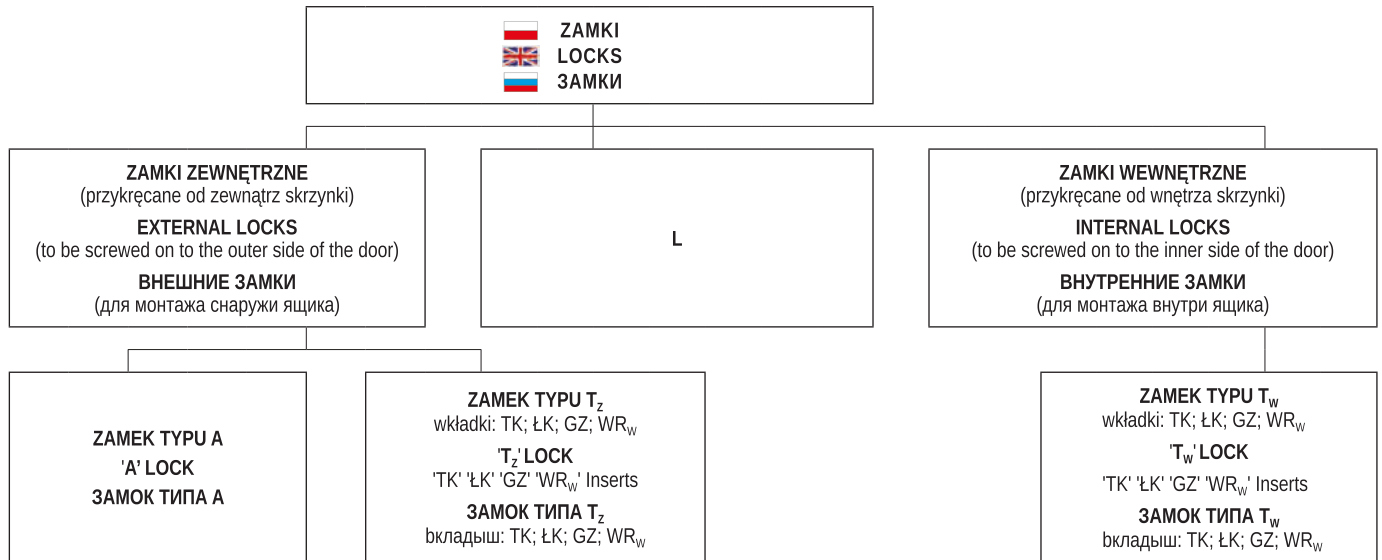 ZAMKI
LOCKS
ЗАМКИ
ZAMKI ZEWNĘTRZNE
(przykręcane od zewnątrz skrzynki)
EXTERNAL LOCKS
(to be screwed on to the outer side of the door)
ВНЕШНИЕ ЗАМКИ
(для монтажа снаружи ящика)
L
ZAMKI WEWNĘTRZNE
(przykręcane od wnętrza skrzynki)
INTERNAL LOCKS
(to be screwed on to the inner side of the door)
ВНУТРЕННИЕ ЗАМКИ
(для монтажа внутри ящика)
ZAMEK TYPU A
'A’ LOCK
ЗАМОК ТИПА A
ZAMEK TYPU TZ
wkładki: TK; ŁK; GZ; WRW
'TZ' LOCK
'TK' 'ŁK' 'GZ' 'WRW' Inserts
ЗАМОК ТИПА TZ
bкладыш: TK; ŁK; GZ; WRW
ZAMEK TYPU TW
wkładki: TK; ŁK; GZ; WRW
'TW' LOCK
'TK' 'ŁK' 'GZ' 'WRW' Inserts
ЗАМОК ТИПА TW
bкладыш: TK; ŁK; GZ; WRW